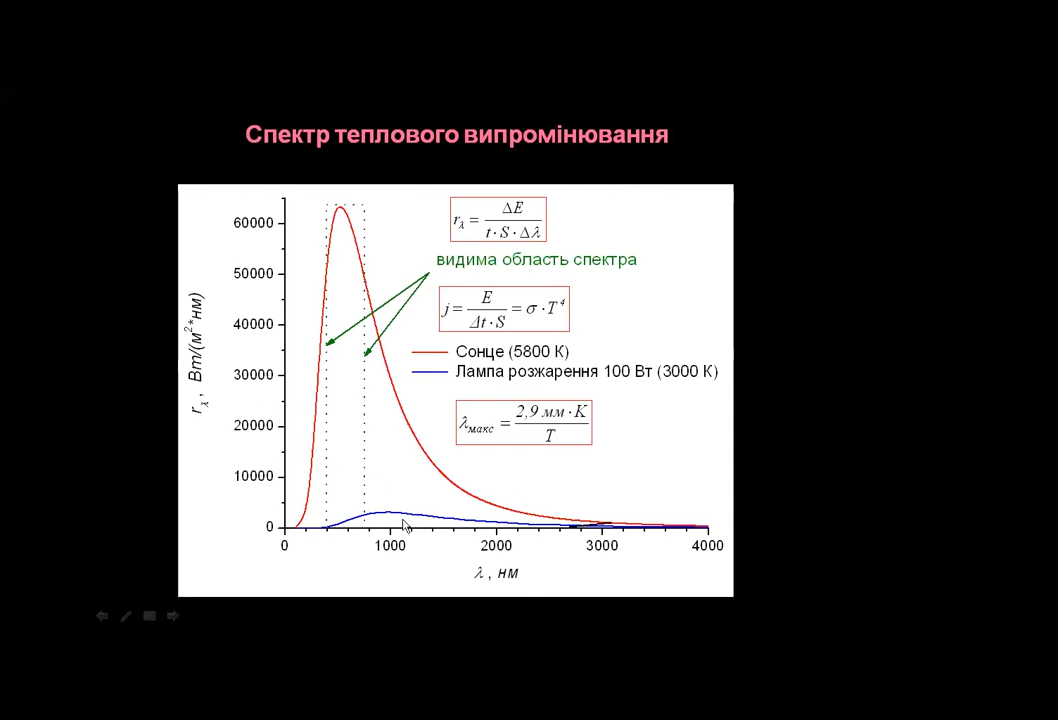 Спектр теплового випромінювання
r_λ = ΔE / (t · S · Δλ)
видима область спектра
j = E / (Δt · S) = σ · T⁴
Сонце (5800 К)
Лампа розжарення 100 Вт (3000 К)
λ_макс = 2,9 мм · К / T
r_λ , Вт/(м²*нм)
60000
50000
40000
30000
20000
10000
0
0 1000 2000 3000 4000
λ , нм